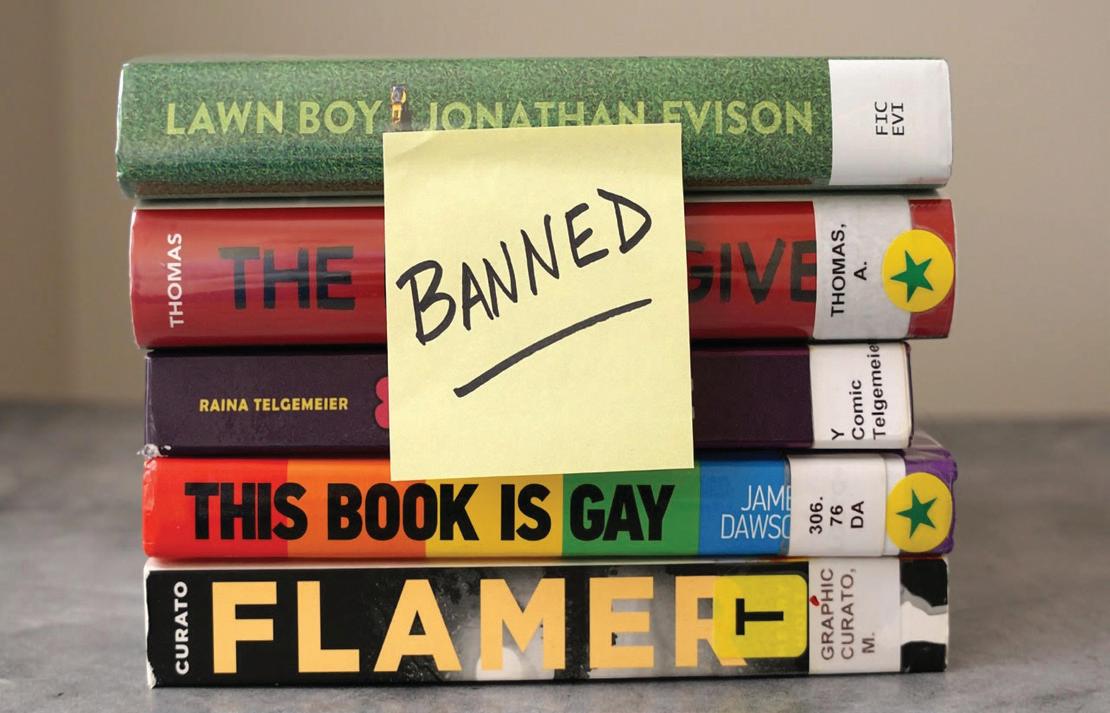 LAWN BOY JONATHAN EVISON
FIC
EVI
BANNED
THOMAS
THE GIVE
THOMAS,
A.
RAINA TELGEMEIER
Y
Comic
Telgemeie
THIS BOOK IS GAY
JAME
DAWSO
306.
76
DA
CURATO
FLAMER
T
GRAPHIC
CURATO,
M.